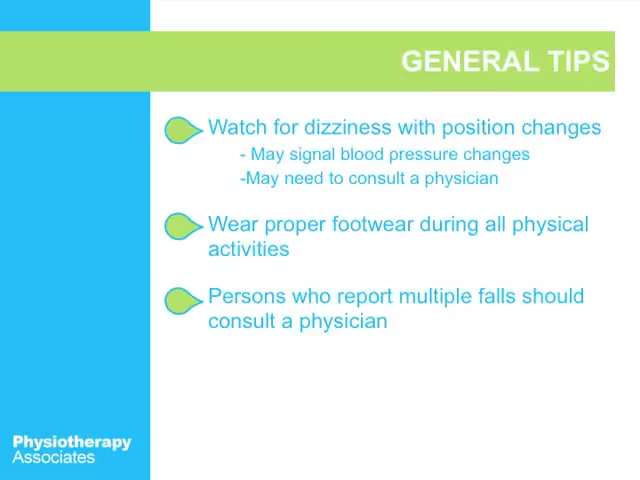 GENERAL TIPS
Watch for dizziness with position changes
- May signal blood pressure changes
-May need to consult a physician
Wear proper footwear during all physical
activities
Persons who report multiple falls should
consult a physician
Physiotherapy
Associates